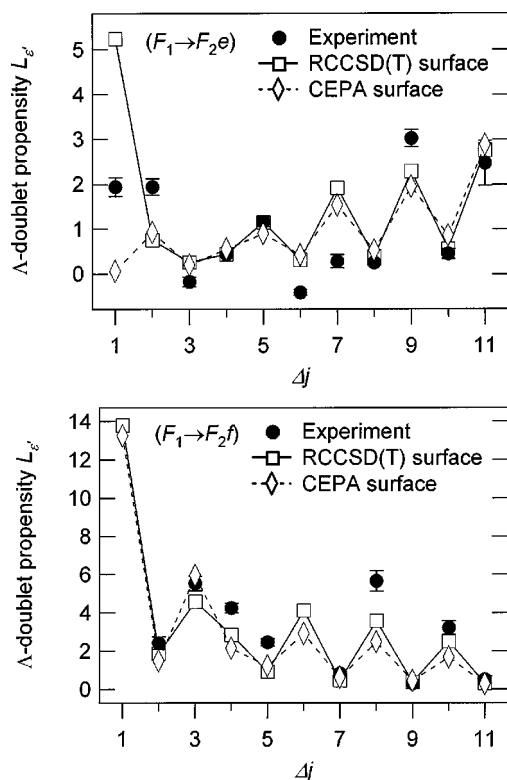 (F₁→F₂e)
Experiment
RCCSD(T) surface
CEPA surface
Λ-doublet propensity Lε'
5
4
3
2
1
0
1 3 5 7 9 11
Δj
(F₁→F₂f)
Experiment
RCCSD(T) surface
CEPA surface
Λ-doublet propensity Lε'
14
12
10
8
6
4
2
0
1 3 5 7 9 11
Δj